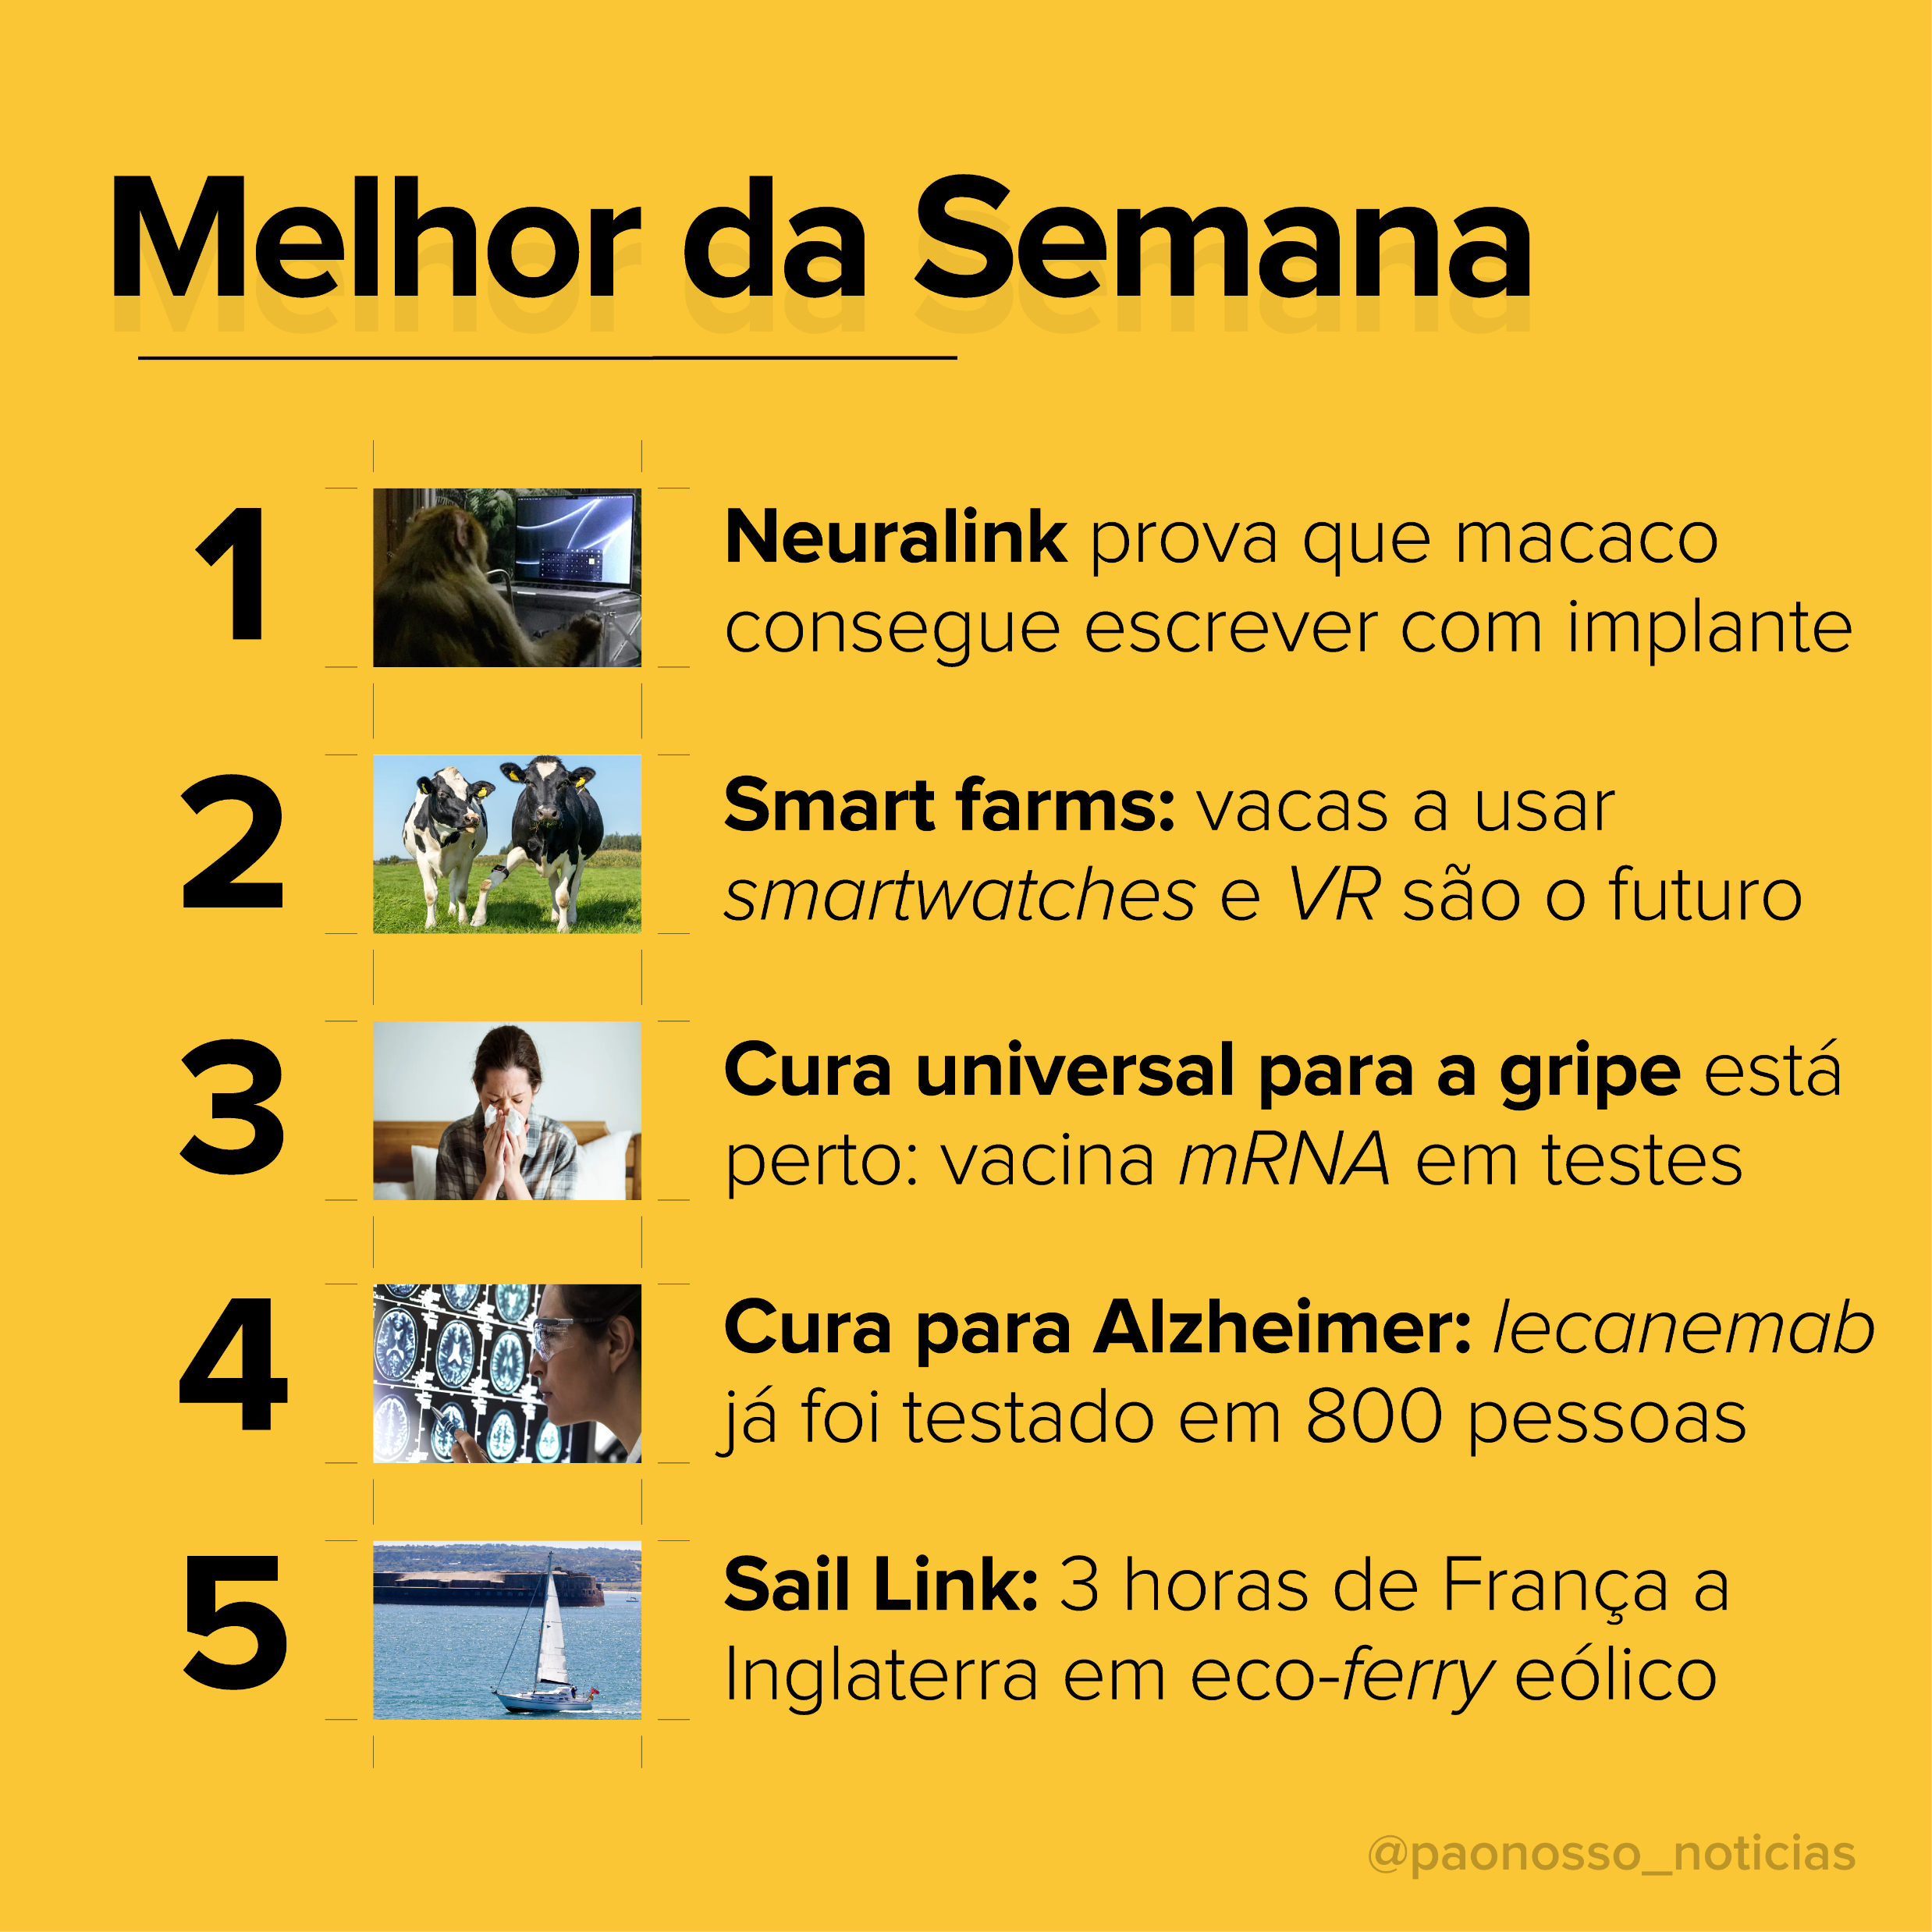 Melhor da Semana
1
Neuralink prova que macaco
consegue escrever com implante
2
Smart farms: vacas a usar
smartwatches e VR são o futuro
3
Cura universal para a gripe está
perto: vacina mRNA em testes
4
Cura para Alzheimer: lecanemab
já foi testado em 800 pessoas
5
Sail Link: 3 horas de França a
Inglaterra em eco-ferry eólico
@paonosso_noticias